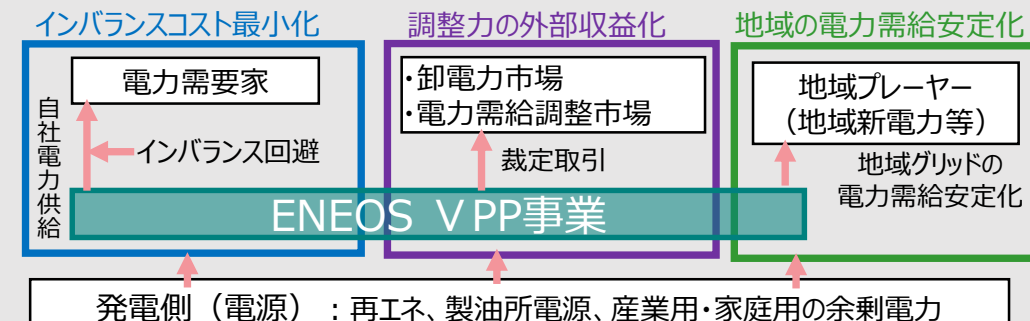 インバランスコスト最小化
調整力の外部収益化
地域の電力需給安定化
電力需要家
自社電力供給
インバランス回避
・卸電力市場
・電力需給調整市場
裁定取引
地域プレーヤー
（地域新電力等）
地域グリッドの
電力需給安定化
ENEOS VPP事業
発電側（電源）：再エネ、製油所電源、産業用・家庭用の余剰電力